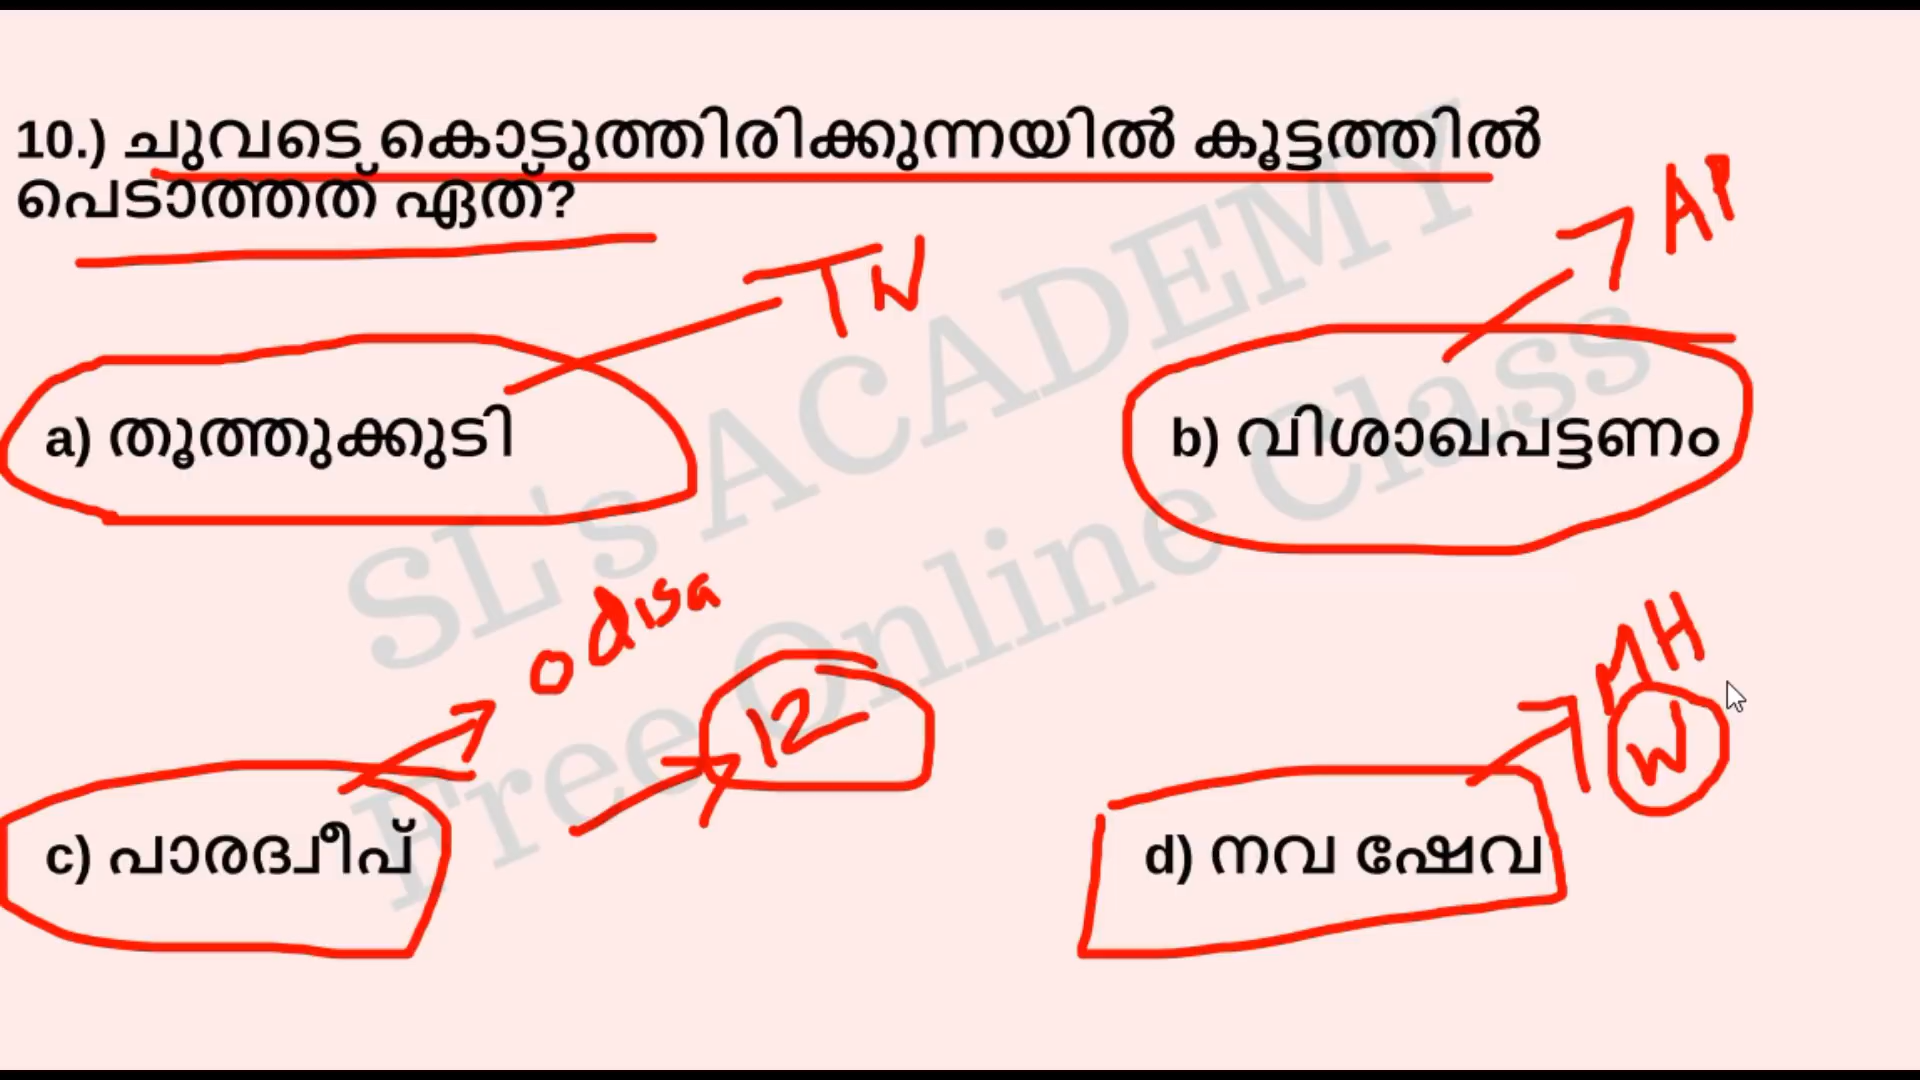 10.) ചുവടെ കൊടുത്തിരിക്കുന്നയിൽ കൂട്ടത്തിൽ
പെടാത്തത് ഏത്?
AP
TN
a) തൂത്തുക്കുടി
b) വിശാഖപട്ടണം
SL's ACADEMY
Free Online Class
odisa
12
MH
W
c) പാരദ്വീപ്
d) നവ ഷേവ